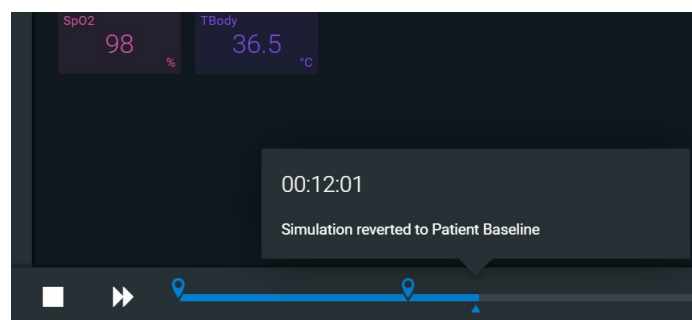 SpO2
98
%
TBody
36.5
°C
00:12:01
Simulation reverted to Patient Baseline